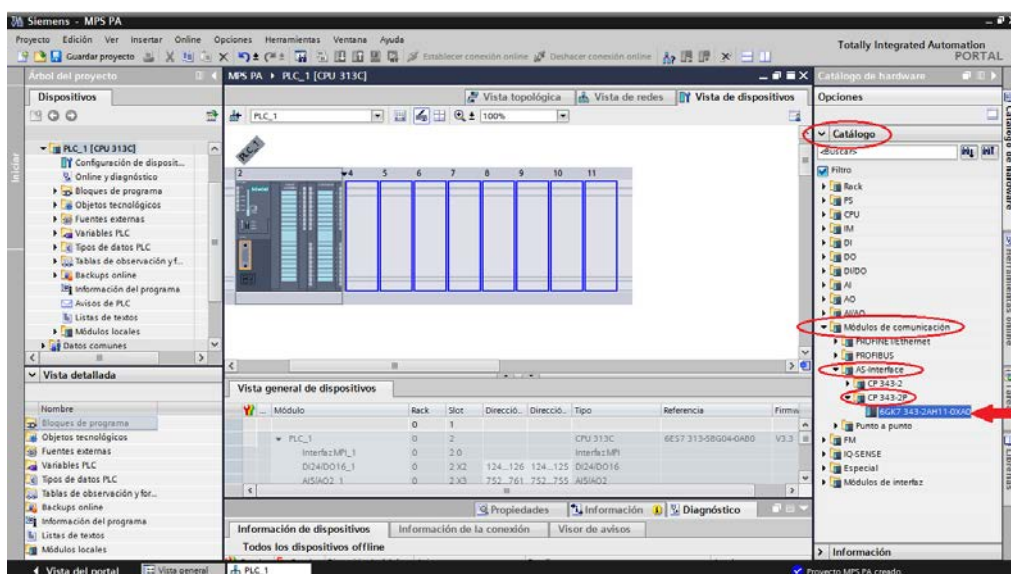 Siemens - MPS PA
Proyecto Edición Ver Insertar Online Opciones Herramientas Ventana Ayuda
Totally Integrated Automation
PORTAL
Guardar proyecto
Establecer conexión online
Deshacer conexión online
Árbol del proyecto
MPS PA ▸ PLC_1 [CPU 313C]
Catálogo de hardware
Dispositivos
Vista topológica
Vista de redes
Vista de dispositivos
Opciones
PLC_1
100%
Iniciar
PLC_1 [CPU 313C]
Configuración de disposit...
Online y diagnóstico
Bloques de programa
Objetos tecnológicos
Fuentes externas
Variables PLC
Tipos de datos PLC
Tablas de observación y f...
Backups online
Información del programa
Avisos de PLC
Listas de textos
Módulos locales
Datos comunes
PLC_1
2 4 5 6 7 8 9 10 11
Catálogo
<Buscar>
Filtro
Rack
PS
CPU
IM
DI
DO
DI/DO
AI
AO
AI/AO
Módulos de comunicación
PROFINET/Ethernet
PROFIBUS
AS-Interface
CP 343-2
CP 343-2P
6GK7 343-2AH11-0XA0
Punto a punto
FM
IQ-SENSE
Especial
Módulos de interfaz
Catálogo de hardware
Herramientas online
Librerías
Vista detallada
Nombre
Bloques de programa
Objetos tecnológicos
Fuentes externas
Variables PLC
Tipos de datos PLC
Tablas de observación y for...
Backups online
Información del programa
Listas de textos
Módulos locales
Vista general de dispositivos
Módulo Rack Slot Direcció.. Direcció.. Tipo Referencia Firmw
0 1
PLC_1 0 2 CPU 313C 6ES7 313-5BG04-0AB0 V3.3
Interfaz MPI_1 0 2 0 Interfaz MPI
DI24/DO16_1 0 2 X2 124...126 124...125 DI24/DO16
AI5/AO2_1 0 2 X3 752...761 752...755 AI5/AO2
Propiedades
Información
Diagnóstico
Información de dispositivos
Información de la conexión
Visor de avisos
Todos los dispositivos offline
Información
Vista del portal
Vista general
PLC_1
Proyecto MPS PA creado.